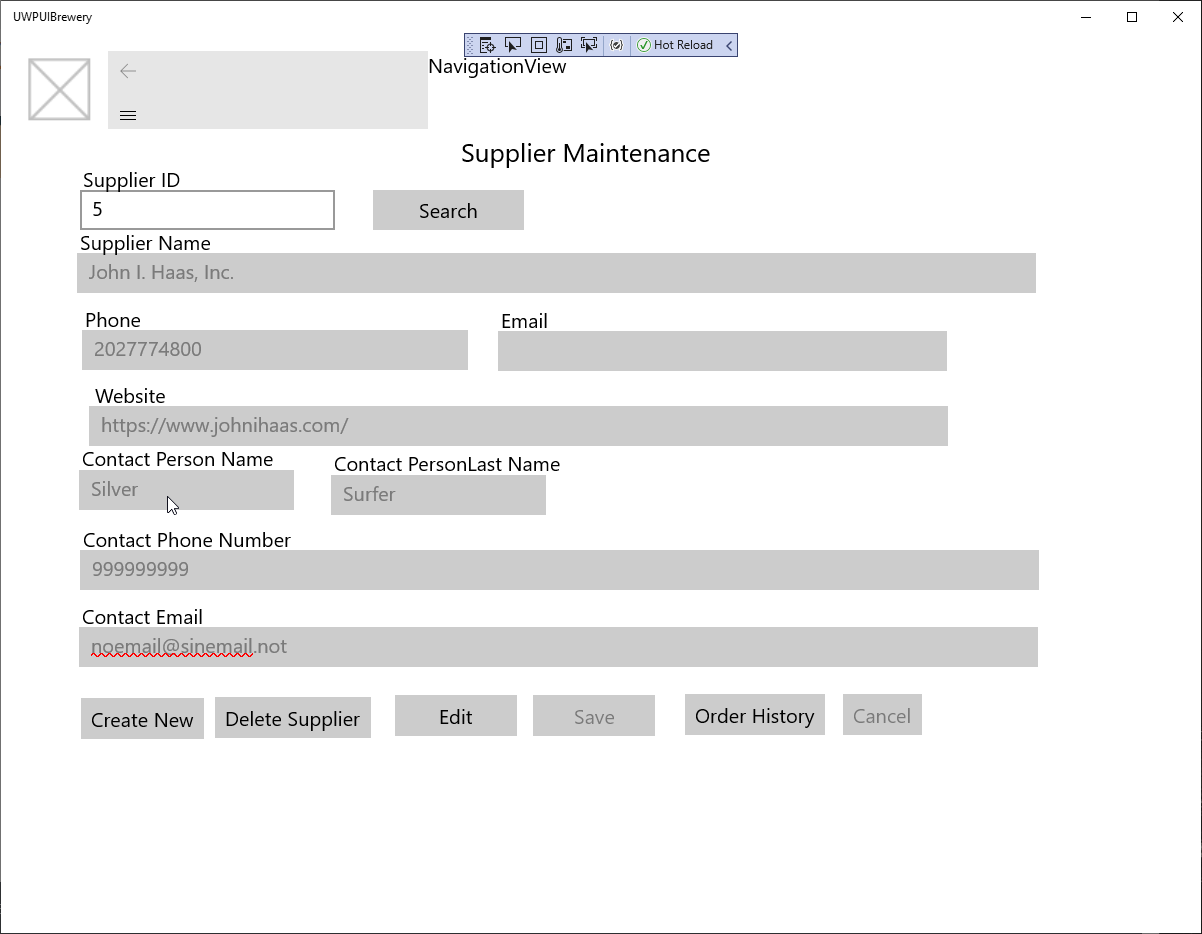 UWPUIBrewery
Hot Reload
NavigationView
Supplier Maintenance
Supplier ID
5
Search
Supplier Name
John I. Haas, Inc.
Phone
Email
2027774800
Website
https://www.johnihaas.com/
Contact Person Name
Contact PersonLast Name
Silver
Surfer
Contact Phone Number
999999999
Contact Email
noemail@sinemail.not
Create New
Delete Supplier
Edit
Save
Order History
Cancel